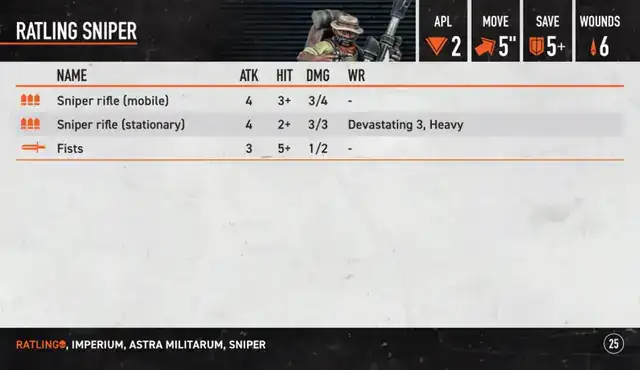 RATLING SNIPER
APL MOVE SAVE WOUNDS
2 5" 5+ 6
NAME ATK HIT DMG WR
Sniper rifle (mobile) 4 3+ 3/4 -
Sniper rifle (stationary) 4 2+ 3/3 Devastating 3, Heavy
Fists 3 5+ 1/2 -
RATLING, IMPERIUM, ASTRA MILITARUM, SNIPER
25